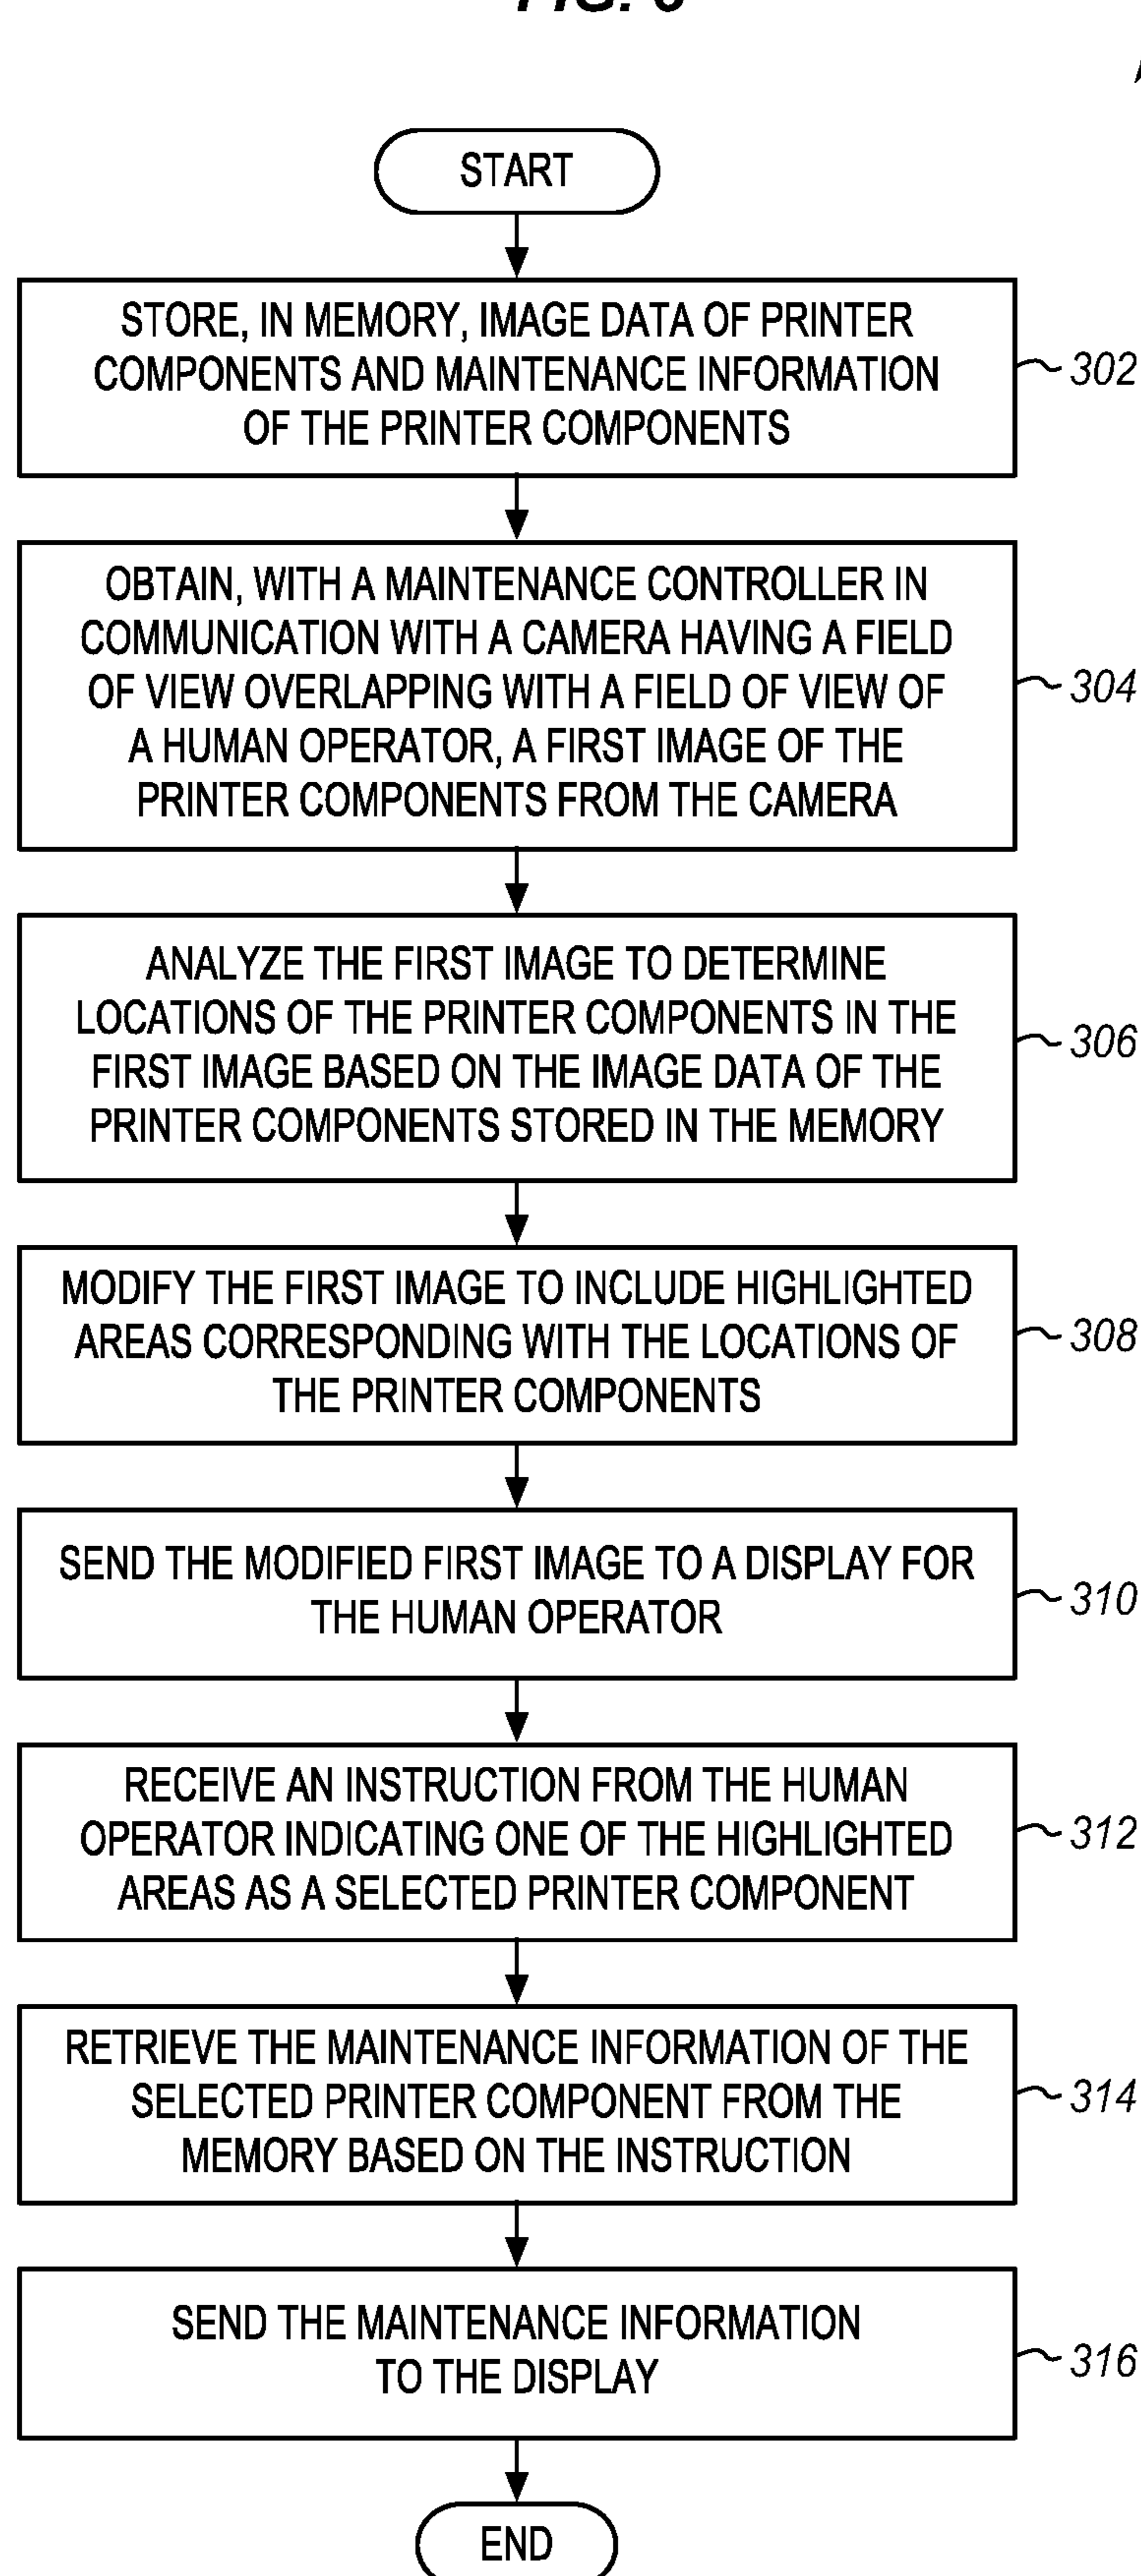 START
STORE, IN MEMORY, IMAGE DATA OF PRINTER
COMPONENTS AND MAINTENANCE INFORMATION
OF THE PRINTER COMPONENTS
302
OBTAIN, WITH A MAINTENANCE CONTROLLER IN
COMMUNICATION WITH A CAMERA HAVING A FIELD
OF VIEW OVERLAPPING WITH A FIELD OF VIEW OF
A HUMAN OPERATOR, A FIRST IMAGE OF THE
PRINTER COMPONENTS FROM THE CAMERA
304
ANALYZE THE FIRST IMAGE TO DETERMINE
LOCATIONS OF THE PRINTER COMPONENTS IN THE
FIRST IMAGE BASED ON THE IMAGE DATA OF THE
PRINTER COMPONENTS STORED IN THE MEMORY
306
MODIFY THE FIRST IMAGE TO INCLUDE HIGHLIGHTED
AREAS CORRESPONDING WITH THE LOCATIONS OF
THE PRINTER COMPONENTS
308
SEND THE MODIFIED FIRST IMAGE TO A DISPLAY FOR
THE HUMAN OPERATOR
310
RECEIVE AN INSTRUCTION FROM THE HUMAN
OPERATOR INDICATING ONE OF THE HIGHLIGHTED
AREAS AS A SELECTED PRINTER COMPONENT
312
RETRIEVE THE MAINTENANCE INFORMATION OF THE
SELECTED PRINTER COMPONENT FROM THE
MEMORY BASED ON THE INSTRUCTION
314
SEND THE MAINTENANCE INFORMATION
TO THE DISPLAY
316
END